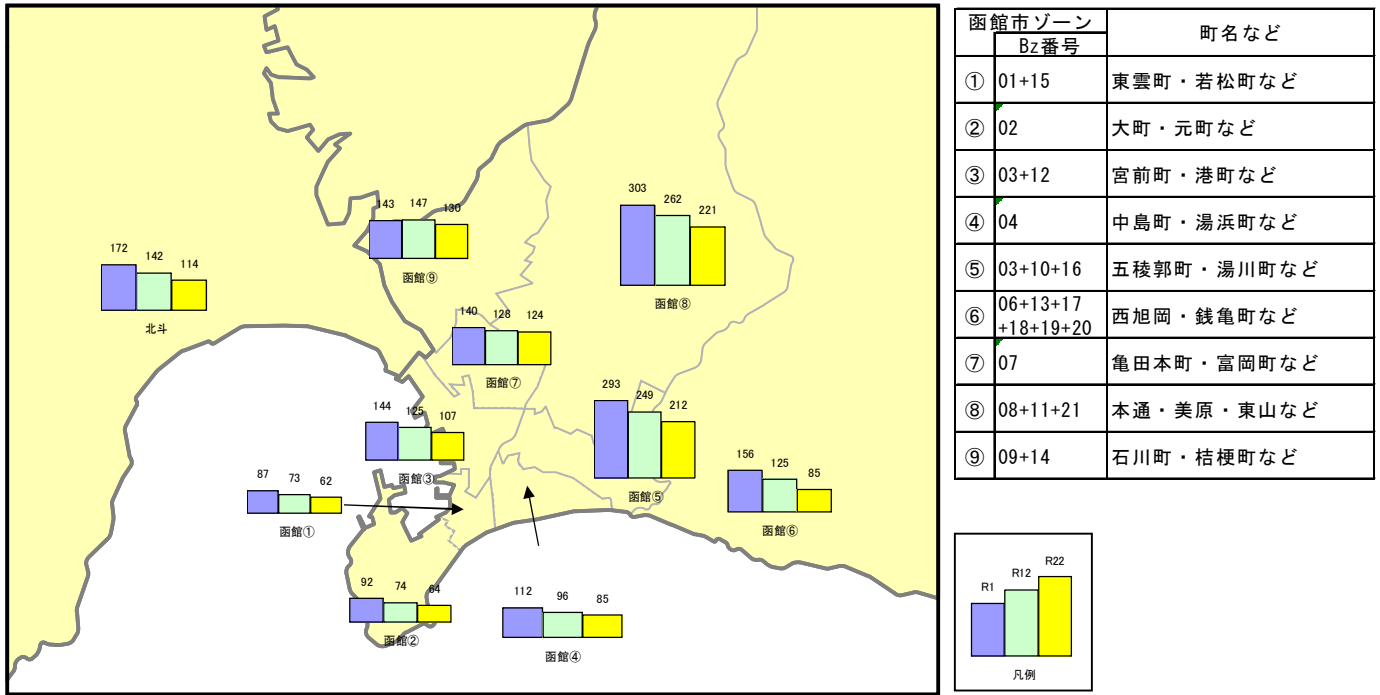 303 262 221
函館⑧
143 147 130
函館⑨
172 142 114
北斗
140 128 124
函館⑦
293 249 212
函館⑤
144 125 107
函館③
156 125 85
函館⑥
87 73 62
函館①
92 74 64
函館②
112 96 85
函館④
函館市ゾーン 町名など
Bz番号
① 01+15 東雲町・若松町など
② 02 大町・元町など
③ 03+12 宮前町・港町など
④ 04 中島町・湯浜町など
⑤ 03+10+16 五稜郭町・湯川町など
⑥ 06+13+17
+18+19+20 西旭岡・銭亀町など
⑦ 07 亀田本町・富岡町など
⑧ 08+11+21 本通・美原・東山など
⑨ 09+14 石川町・桔梗町など
R1 R12 R22
凡例